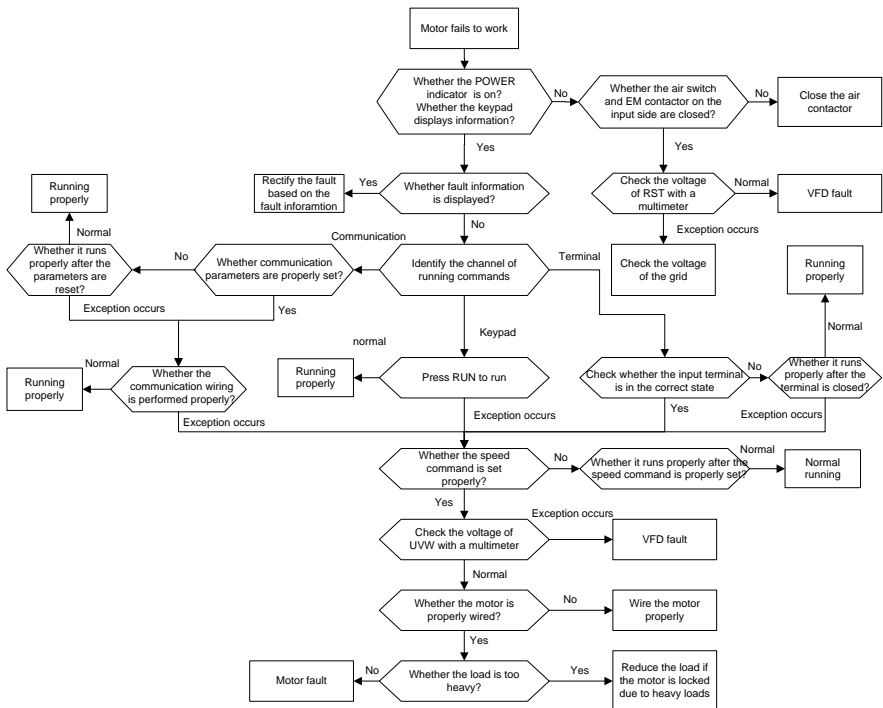 Motor fails to work
Whether the POWER
indicator  is on?
Whether the keypad
displays information?
No
Whether the air switch
and EM contactor on the
input side are closed?
No
Close the air
contactor
Yes
Yes
Rectify the fault
based on the
fault inforamtion
Yes
Whether fault information
is displayed?
Check the voltage
of RST with a
multimeter
Normal
VFD fault
Running
properly
Normal
No
Exception occurs
Communication
Whether it runs
properly after the
parameters are
reset?
No
Whether communication
parameters are properly set?
Identify the channel of
running commands
Terminal
Check the voltage
of the grid
Running
properly
Exception occurs
Yes
Keypad
Normal
normal
Running
properly
Normal
Whether the
communication wiring
is performed properly?
Running
properly
Press RUN to run
Check whether the input terminal
is in the correct state
No
Whether it runs
properly after the
terminal is closed?
Exception occurs
Exception occurs
Yes
Exception occurs
Whether the speed
command is set
properly?
No
Whether it runs properly after the
speed command is properly set?
Normal
Normal
running
Yes
Exception occurs
Check the voltage of
UVW with a multimeter
VFD fault
Normal
Whether the motor is
properly wired?
No
Wire the motor
properly
Yes
Motor fault
No
Whether the load is too
heavy?
Yes
Reduce the load if
the motor is locked
due to heavy loads